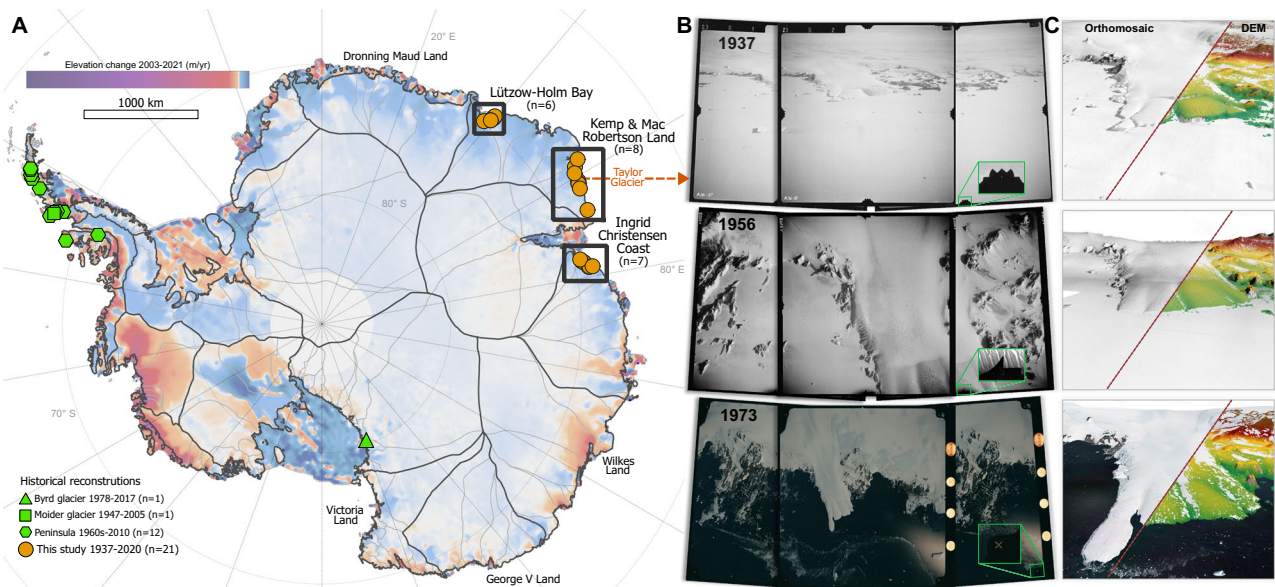 A
20° E
Dronning Maud Land
Elevation change 2003-2021 (m/yr)
1000 km
Lützow-Holm Bay
(n=6)
Kemp & Mac
Robertson Land
(n=8)
Taylor
Glacier
80° S
Ingrid
Christensen
Coast
(n=7)
80° E
70° S
Wilkes
Land
Victoria
Land
George V Land
Historical reconstrutions
Byrd glacier 1978-2017 (n=1)
Moider glacier 1947-2005 (n=1)
Peninsula 1960s-2010 (n=12)
This study 1937-2020 (n=21)
B
1937
1956
1973
C
Orthomosaic
DEM